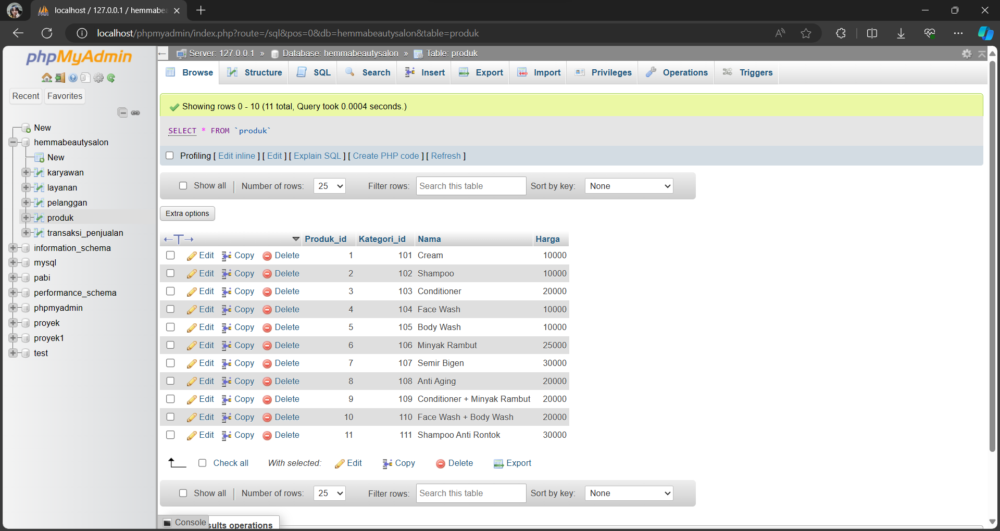 localhost / 127.0.0.1 / hemmabea
localhost/phpmyadmin/index.php?route=/sql&pos=0&db=hemmabeautysalon&table=produk
phpMyAdmin
Recent Favorites
New
hemmabeautysalon
New
karyawan
layanan
pelanggan
produk
transaksi_penjualan
information_schema
mysql
pabi
performance_schema
phpmyadmin
proyek
proyek1
test
Server: 127.0.0.1 » Database: hemmabeautysalon » Table: produk
Browse Structure SQL Search Insert Export Import Privileges Operations Triggers
Showing rows 0 - 10 (11 total, Query took 0.0004 seconds.)
SELECT * FROM `produk`
Profiling [ Edit inline ] [ Edit ] [ Explain SQL ] [ Create PHP code ] [ Refresh ]
Show all Number of rows: 25 Filter rows: Search this table Sort by key: None
Extra options
Produk_id Kategori_id Nama Harga
Edit Copy Delete 1 101 Cream 10000
Edit Copy Delete 2 102 Shampoo 10000
Edit Copy Delete 3 103 Conditioner 20000
Edit Copy Delete 4 104 Face Wash 10000
Edit Copy Delete 5 105 Body Wash 10000
Edit Copy Delete 6 106 Minyak Rambut 25000
Edit Copy Delete 7 107 Semir Bigen 30000
Edit Copy Delete 8 108 Anti Aging 20000
Edit Copy Delete 9 109 Conditioner + Minyak Rambut 20000
Edit Copy Delete 10 110 Face Wash + Body Wash 20000
Edit Copy Delete 11 111 Shampoo Anti Rontok 30000
Check all With selected: Edit Copy Delete Export
Show all Number of rows: 25 Filter rows: Search this table Sort by key: None
Console sults operations